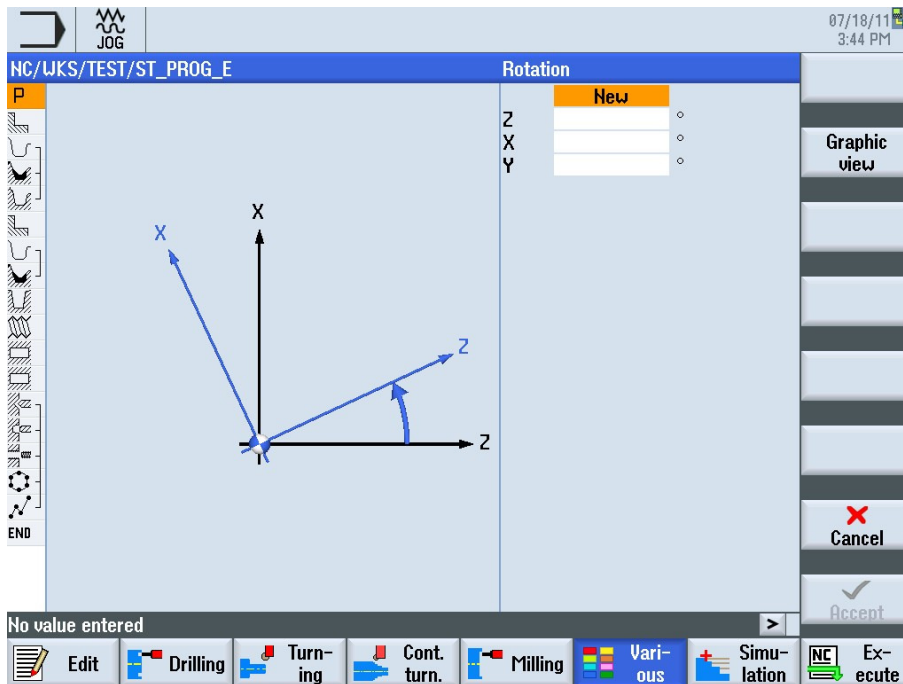 JOG
07/18/11
3:44 PM
NC/WKS/TEST/ST_PROG_E
Rotation
P
New
Z °
X °
Y °
Graphic
view
X
X
Z
Z
END
Cancel
Accept
No value entered
>
Edit
Drilling
Turn-
ing
Cont.
turn.
Milling
Vari-
ous
Simu-
lation
NC
Ex-
ecute